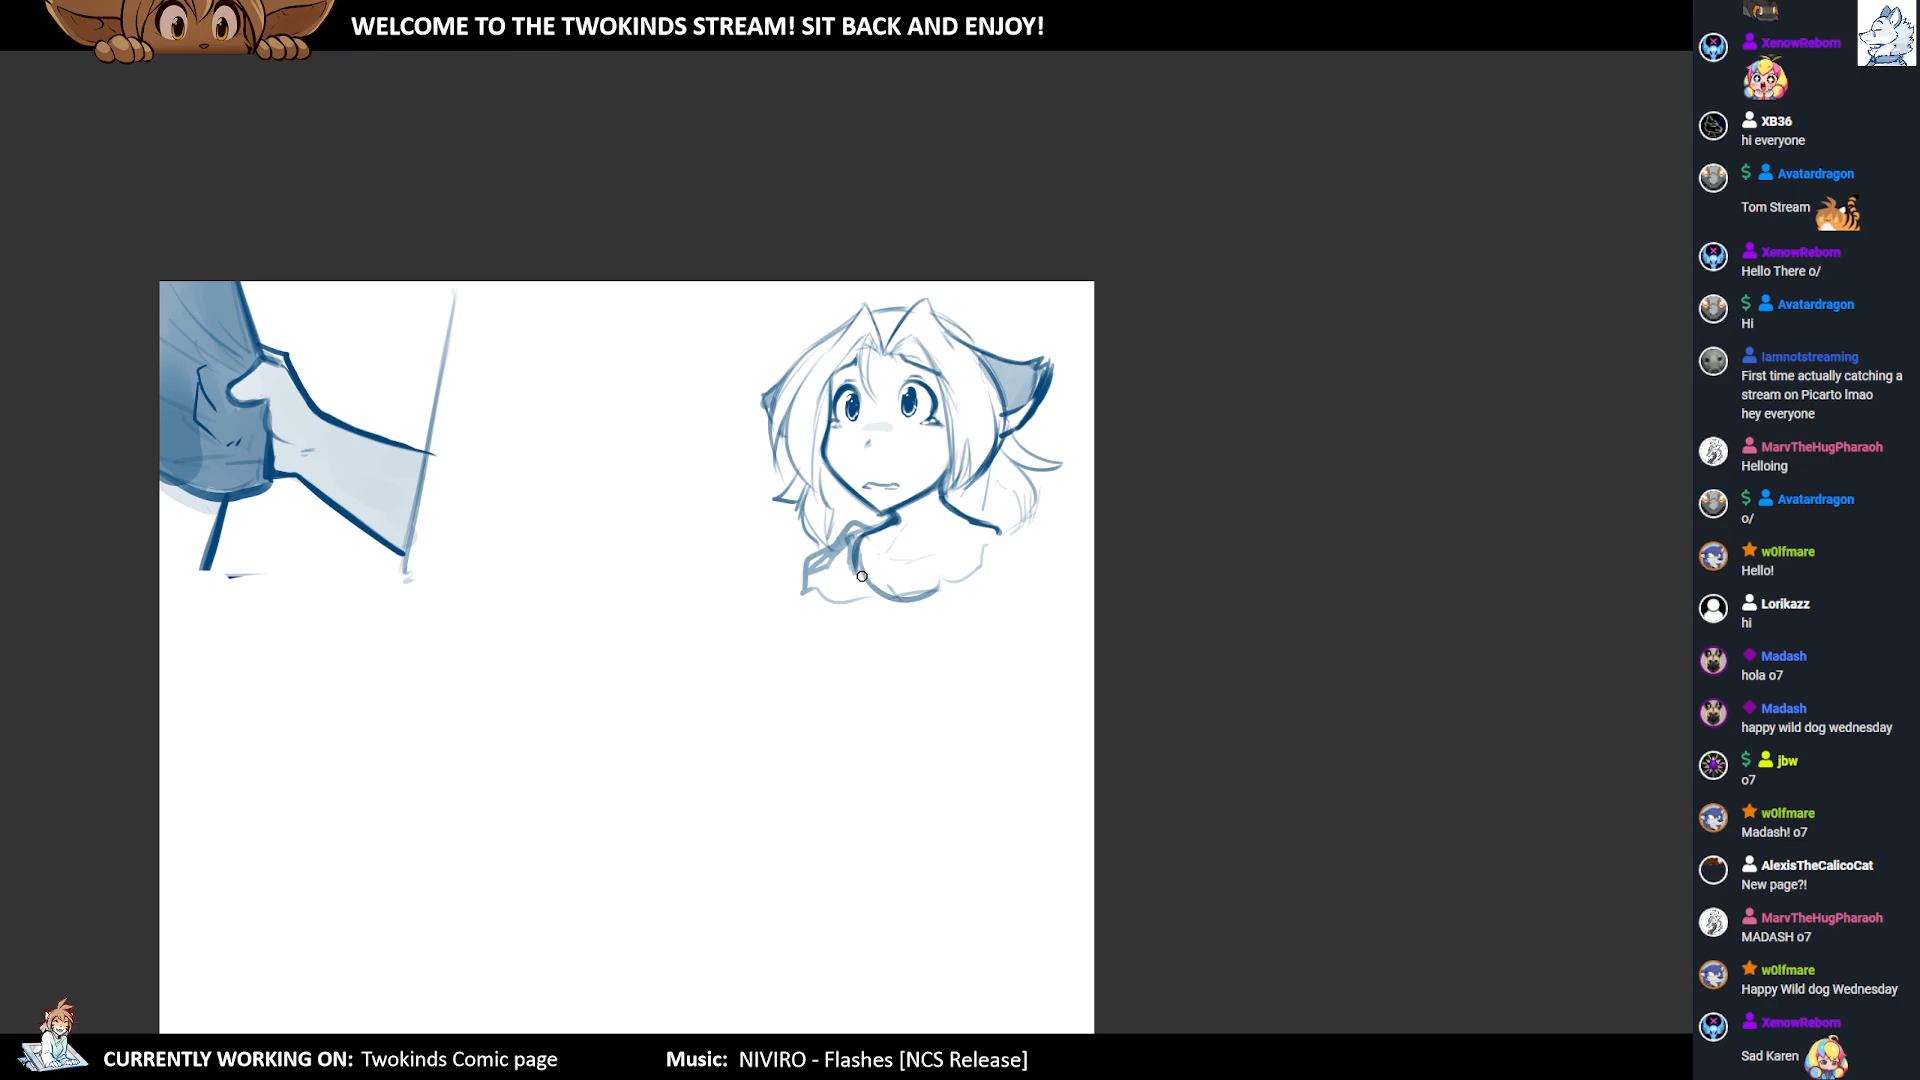 WELCOME TO THE TWOKINDS STREAM! SIT BACK AND ENJOY!
XenowReborn
XB36
hi everyone
$ Avatardragon
Tom Stream
XenowReborn
Hello There o/
$ Avatardragon
Hi
Iamnotstreaming
First time actually catching a
stream on Picarto lmao
hey everyone
MarvTheHugPharaoh
Helloing
$ Avatardragon
o/
w0lfmare
Hello!
Lorikazz
hi
Madash
hola o7
Madash
happy wild dog wednesday
$ jbw
o7
w0lfmare
Madash! o7
AlexisTheCalicoCat
New page?!
MarvTheHugPharaoh
MADASH o7
w0lfmare
Happy Wild dog Wednesday
XenowReborn
Sad Karen
CURRENTLY WORKING ON: Twokinds Comic page
Music: NIVIRO - Flashes [NCS Release]